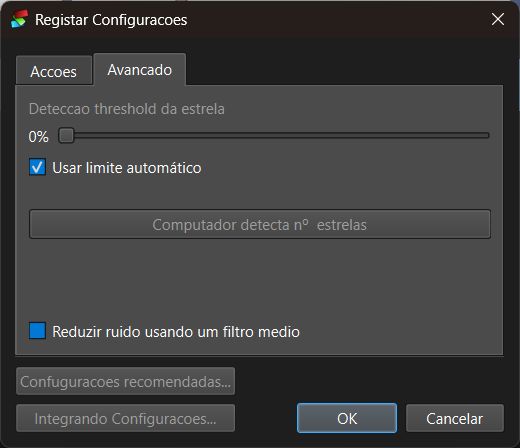 Registar Configuracoes
Accoes
Avancado
Deteccao threshold da estrela
0%
Usar limite automático
Computador detecta nº estrelas
Reduzir ruido usando um filtro medio
Confuguracoes recomendadas...
Integrando Configuracoes...
OK
Cancelar